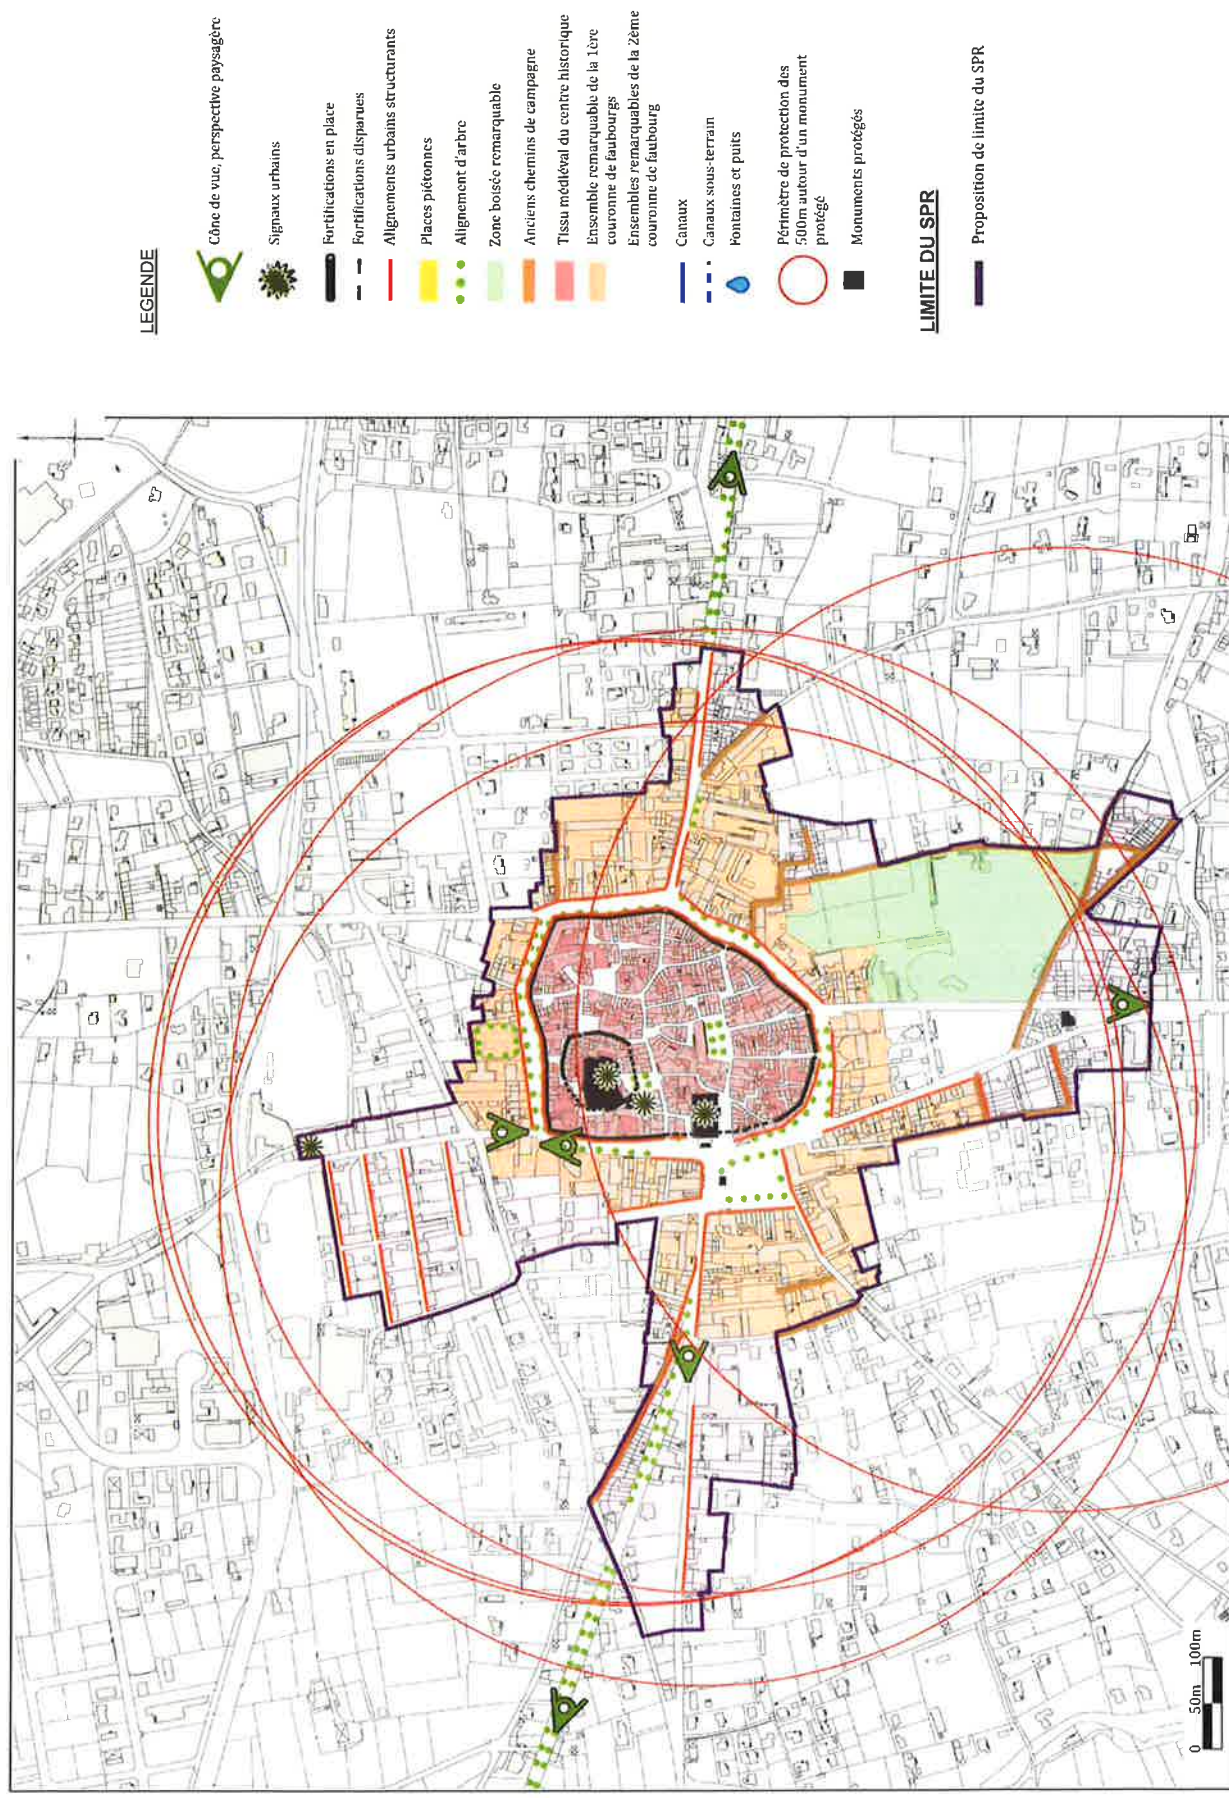 LEGENDE
Cône de vue, perspective paysagère
Signaux urbains
Fortifications en place
Fortifications disparues
Alignements urbains structurants
Places piétonnes
Alignement d'arbre
Zone boisée remarquable
Anciens chemins de campagne
Tissu médiéval du centre historique
Ensemble remarquable de la 1ère
couronne de faubourgs
Ensembles remarquables de la 2ème
couronne de faubourg
Canaux
Canaux sous-terrain
Fontaines et puits
Périmètre de protection des
500m autour d'un monument
protégé
Monuments protégés
LIMITE DU SPR
Proposition de limite du SPR
0 50m 100m